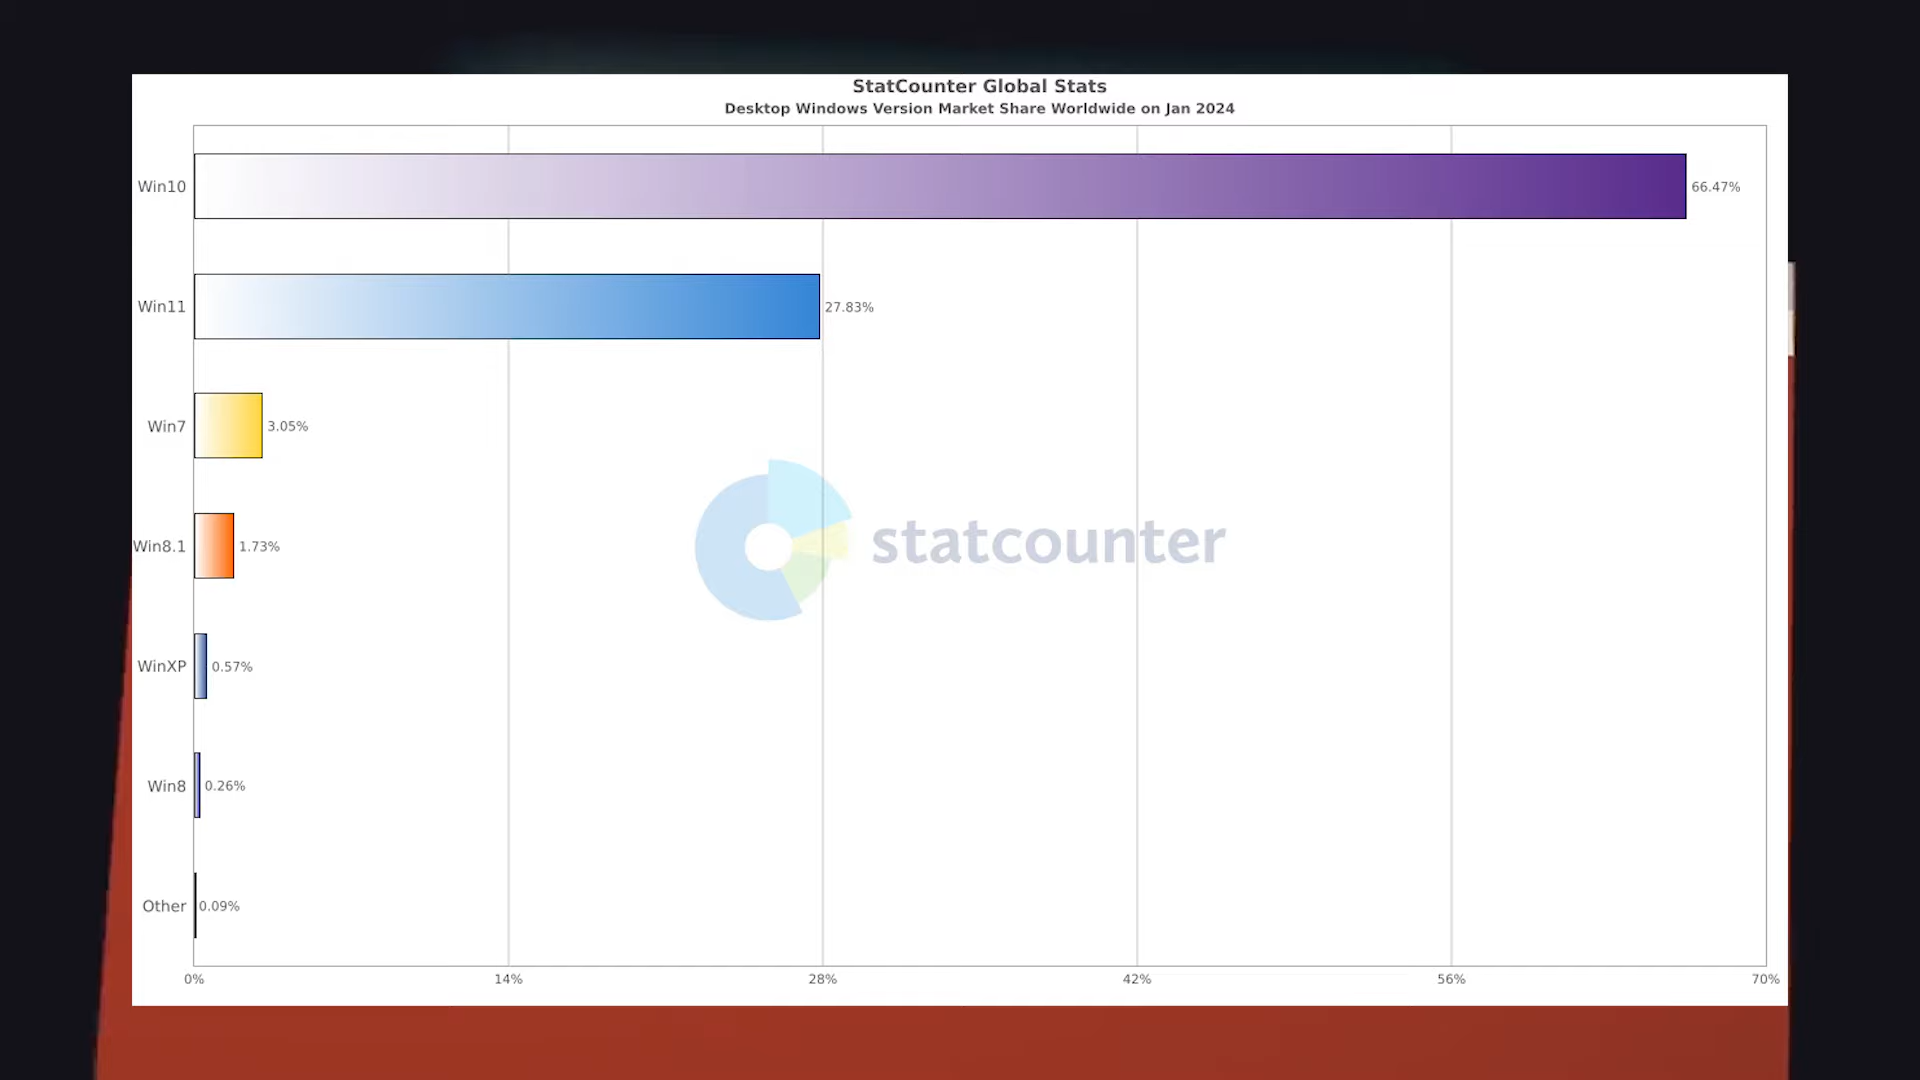 StatCounter Global Stats
Desktop Windows Version Market Share Worldwide on Jan 2024
Win10 66.47%
Win11 27.83%
Win7 3.05%
Win8.1 1.73%
statcounter
WinXP 0.57%
Win8 0.26%
Other 0.09%
0% 14% 28% 42% 56% 70%